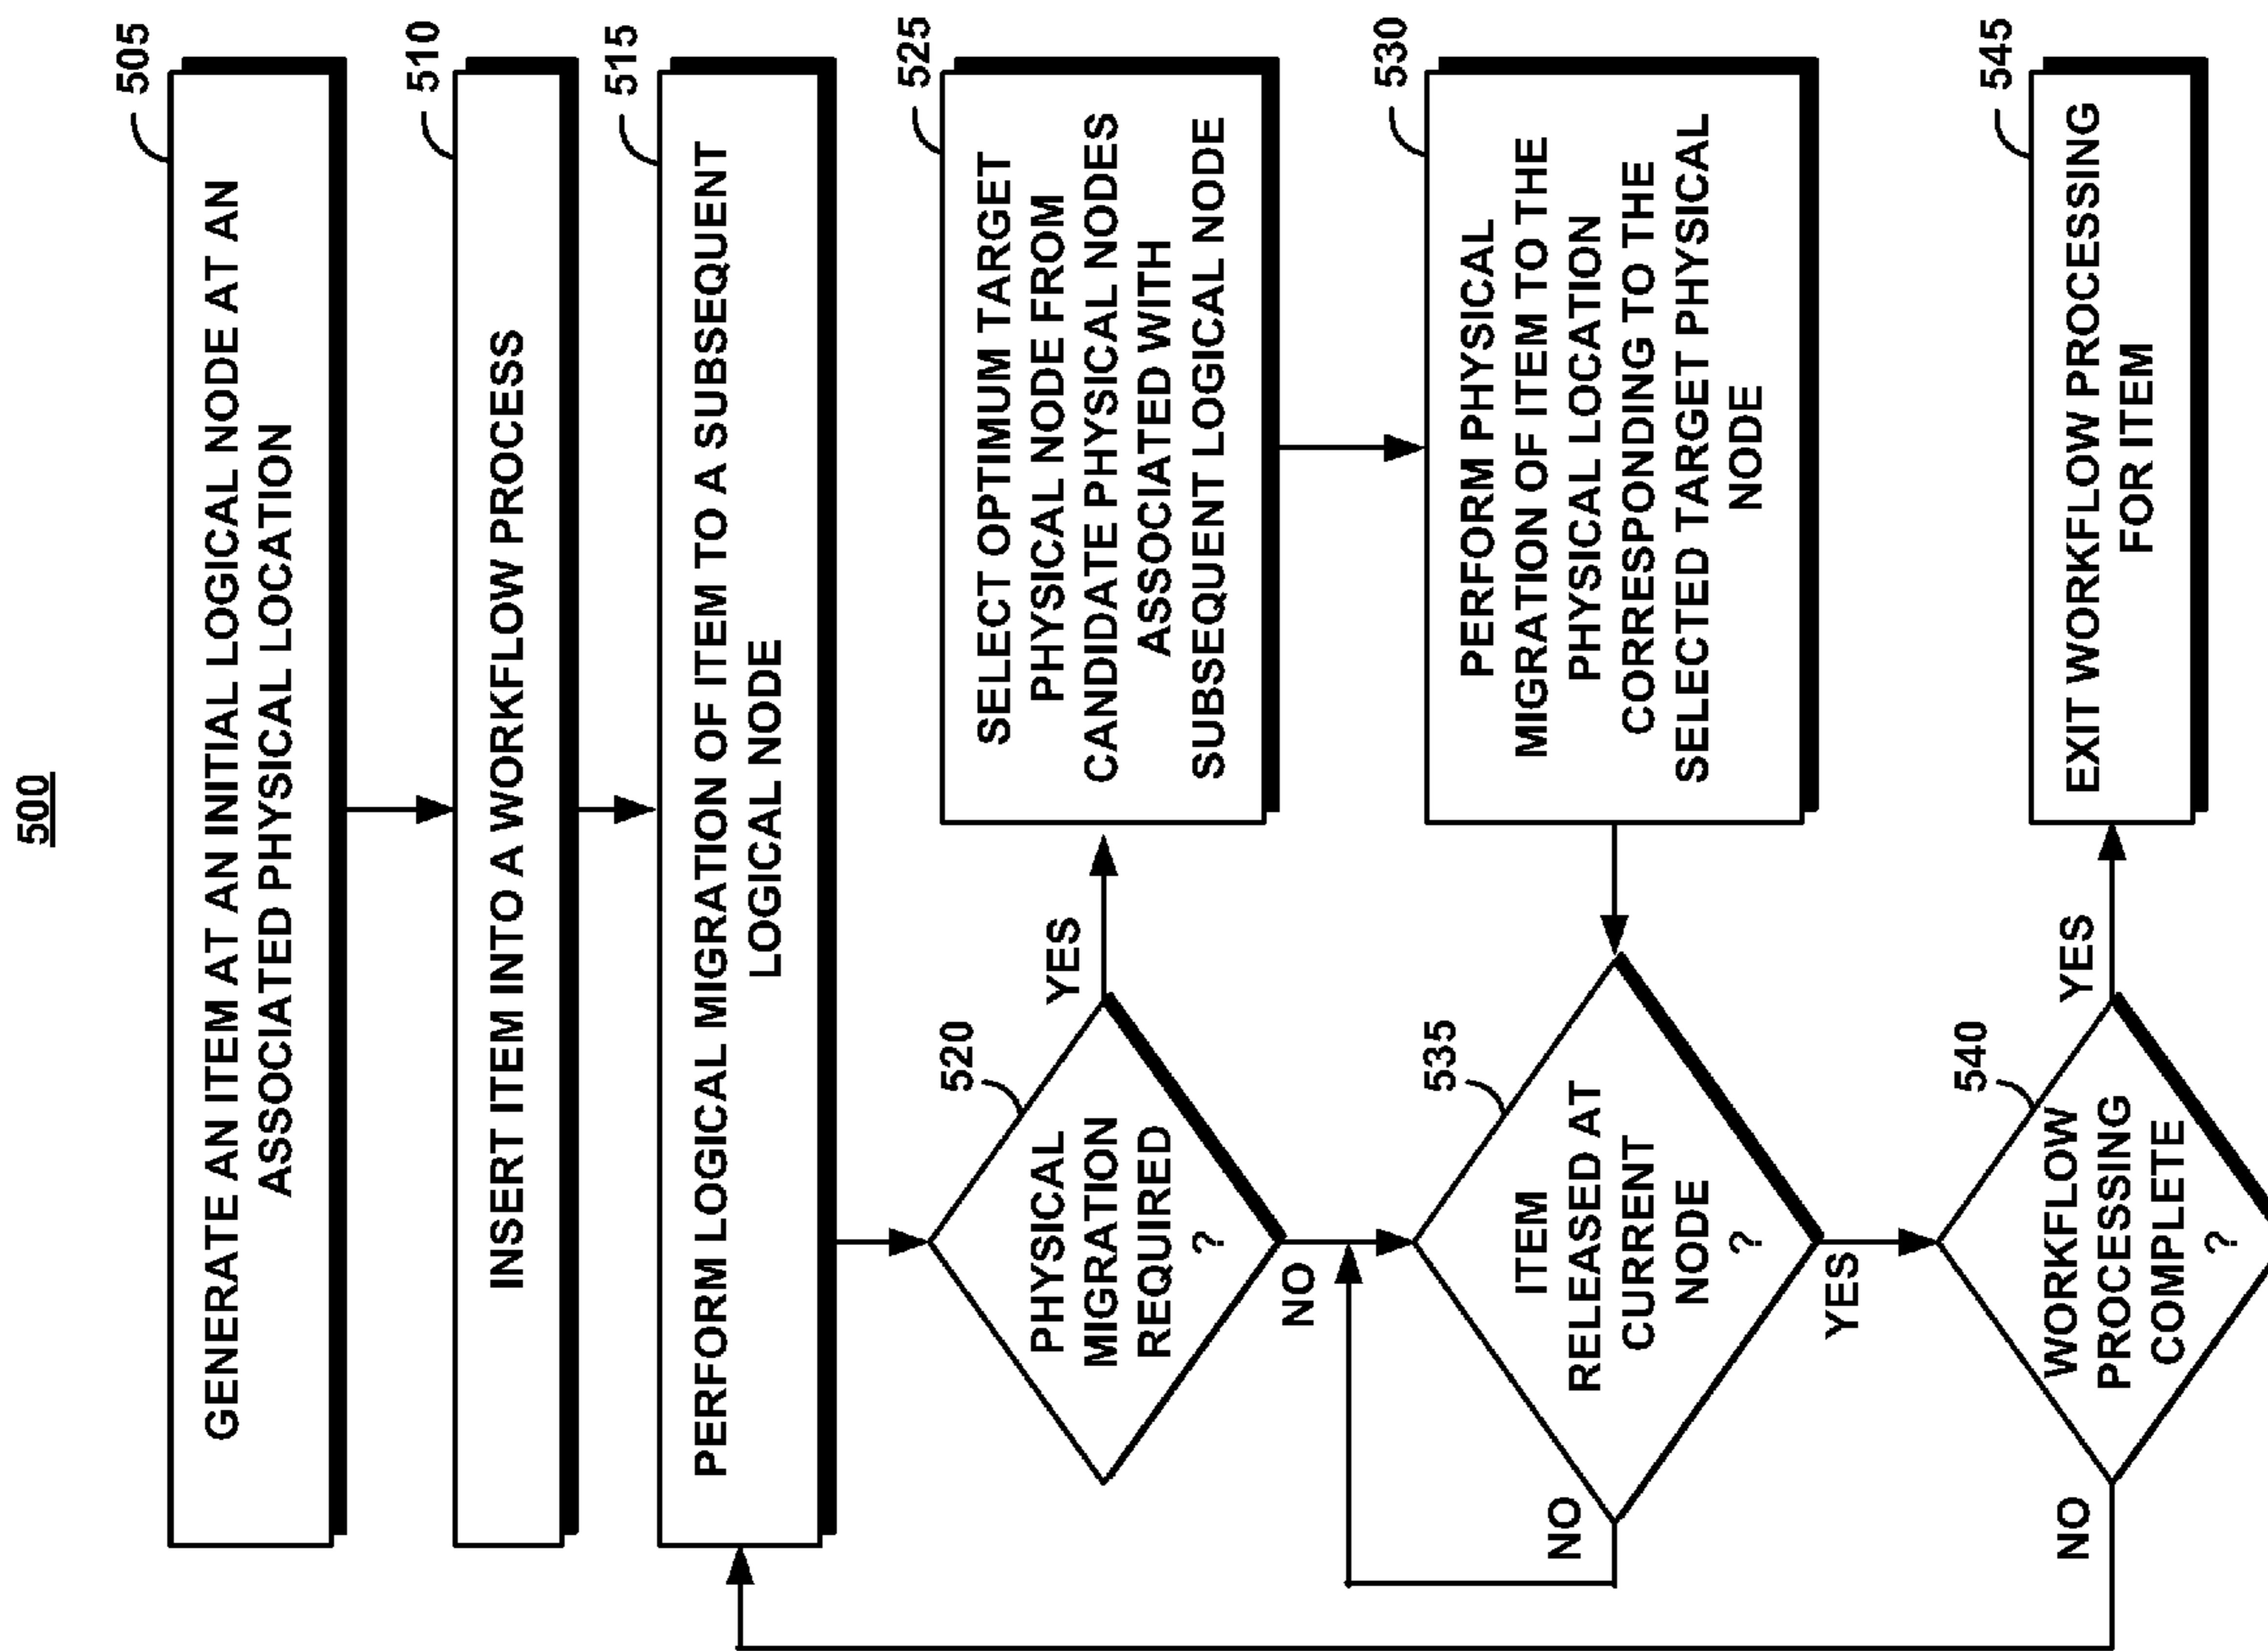 500
505
GENERATE AN ITEM AT AN INITIAL LOGICAL NODE AT AN
ASSOCIATED PHYSICAL LOCATION
510
INSERT ITEM INTO A WORKFLOW PROCESS
515
PERFORM LOGICAL MIGRATION OF ITEM TO A SUBSEQUENT
LOGICAL NODE
520
PHYSICAL
MIGRATION
REQUIRED
?
YES
NO
525
SELECT OPTIMUM TARGET
PHYSICAL NODE FROM
CANDIDATE PHYSICAL NODES
ASSOCIATED WITH
SUBSEQUENT LOGICAL NODE
530
PERFORM PHYSICAL
MIGRATION OF ITEM TO THE
PHYSICAL LOCATION
CORRESPONDING TO THE
SELECTED TARGET PHYSICAL
NODE
535
ITEM
RELEASED AT
CURRENT
NODE
?
NO
YES
540
WORKFLOW
PROCESSING
COMPLETE
?
NO
YES
545
EXIT WORKFLOW PROCESSING
FOR ITEM